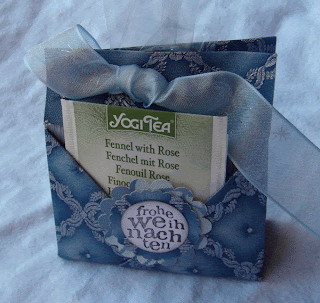 YOGI TEA
Fennel with Rose
Fenchel mit Rose
Fenouil Rose
frohe
weih
nach
ten